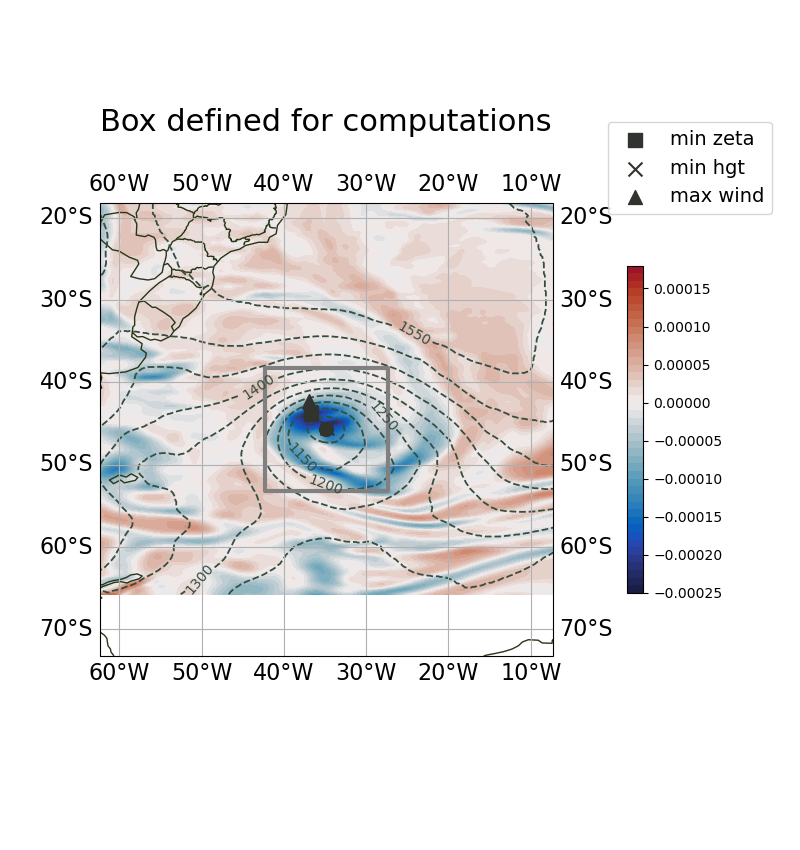 Box defined for computations
min zeta
min hgt
max wind
60°W 50°W 40°W 30°W 20°W 10°W
20°S 20°S
30°S 30°S
40°S 40°S
50°S 50°S
60°S 60°S
70°S 70°S
60°W 50°W 40°W 30°W 20°W 10°W
1550
1400
1250
1150
1200
1300
0.00015
0.00010
0.00005
0.00000
−0.00005
−0.00010
−0.00015
−0.00020
−0.00025